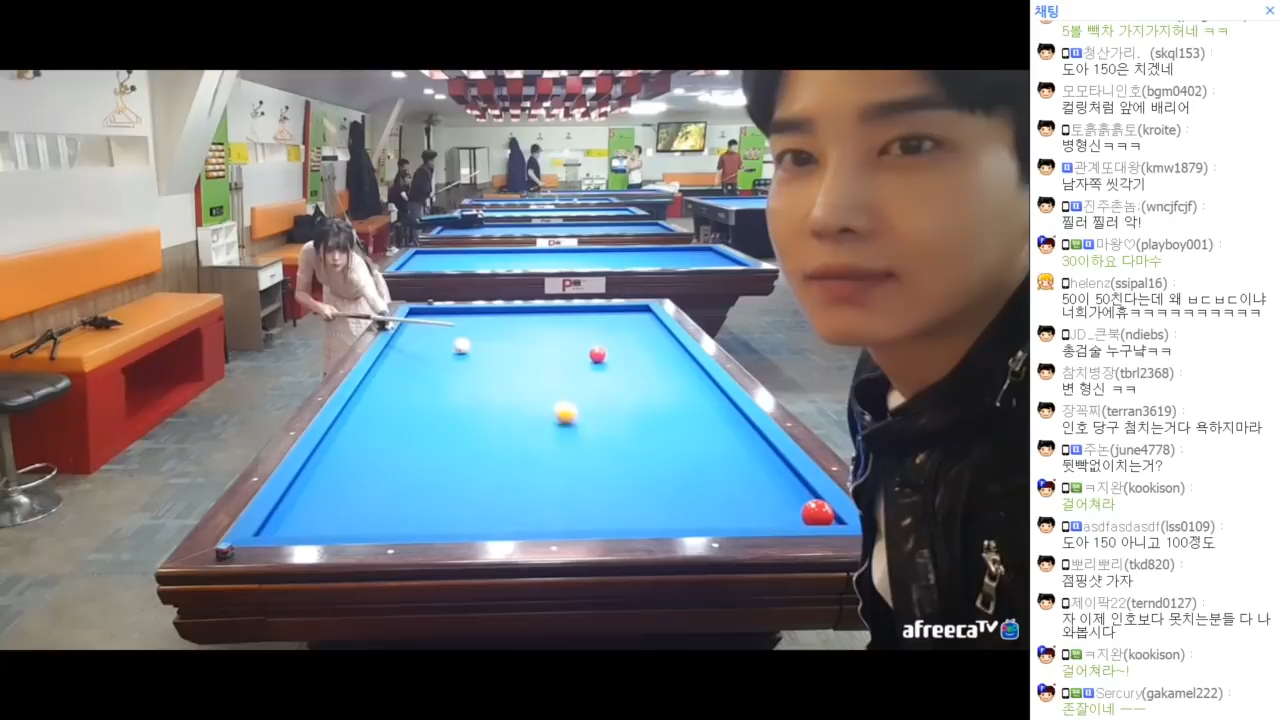 채팅
5볼 빽차 가지가지허네 ㅋㅋ
청산가리. (skql153) :
도아 150은 치겠네
모모타니인호(bgm0402) :
컬링처럼 앞에 배리어
토흙흙흙토(kroite) :
병형신ㅋㅋㅋ
관계또대왕(kmw1879) :
남자쪽 씻각기
진주촌놈;(wncjfcjf) :
찔러 찔러 악!
마왕♡(playboy001) :
30이하요 다마수
helenz(ssipal16) :
50이 50친다는데 왜 ㅂㄷㅂㄷ이냐
너희가에휴ㅋㅋㅋㅋㅋㅋㅋㅋㅋㅋ
JD_큰북(ndiebs) :
총검술 누구냨ㅋㅋ
참치병장(tbrl2368) :
변 형신 ㅋㅋ
장꼭찌(terran3619) :
인호 당구 첨치는거다 욕하지마라
주논(june4778) :
뒷빡없이치는거?
ㅋ지완(kookison) :
걸어쳐라
asdfasdasdf(lss0109) :
도아 150 아니고 100정도
뽀리뽀리(tkd820) :
점핑샷 가자
제이팍22(ternd0127) :
자 이제 인호보다 못치는분들 다 나
와봅시다
ㅋ지완(kookison) :
걸어쳐라~!
Sercury(gakamel222) :
존잘이네 ㅡㅡ
P
afreecaTV